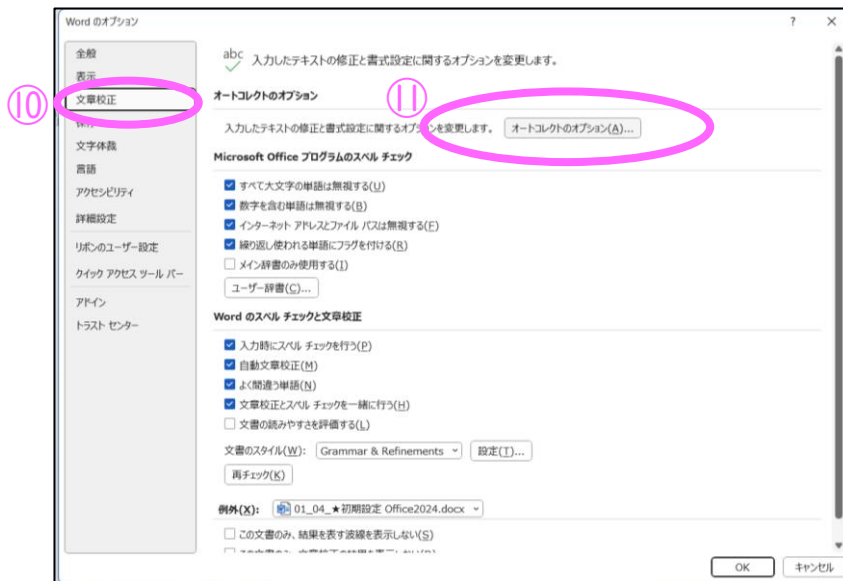 Word のオプション
? ×
全般
表示
文章校正
文字体裁
言語
アクセシビリティ
詳細設定
リボンのユーザー設定
クイック アクセス ツール バー
アドイン
トラスト センター
⑩
⑪
abc 入力したテキストの修正と書式設定に関するオプションを変更します。
オートコレクトのオプション
入力したテキストの修正と書式設定に関するオプションを変更します。 オートコレクトのオプション(A)...
Microsoft Office プログラムのスペル チェック
すべて大文字の単語は無視する(U)
数字を含む単語は無視する(B)
インターネット アドレスとファイル パスは無視する(F)
繰り返し使われる単語にフラグを付ける(R)
メイン辞書のみ使用する(I)
ユーザー辞書(C)...
Word のスペル チェックと文章校正
入力時にスペル チェックを行う(P)
自動文章校正(M)
よく間違う単語(N)
文章校正とスペル チェックを一緒に行う(H)
文書の読みやすさを評価する(L)
文書のスタイル(W): Grammar & Refinements 設定(T)...
再チェック(K)
例外(X): 01_04_★初期設定 Office2024.docx
この文書のみ、結果を表す波線を表示しない(S)
OK キャンセル